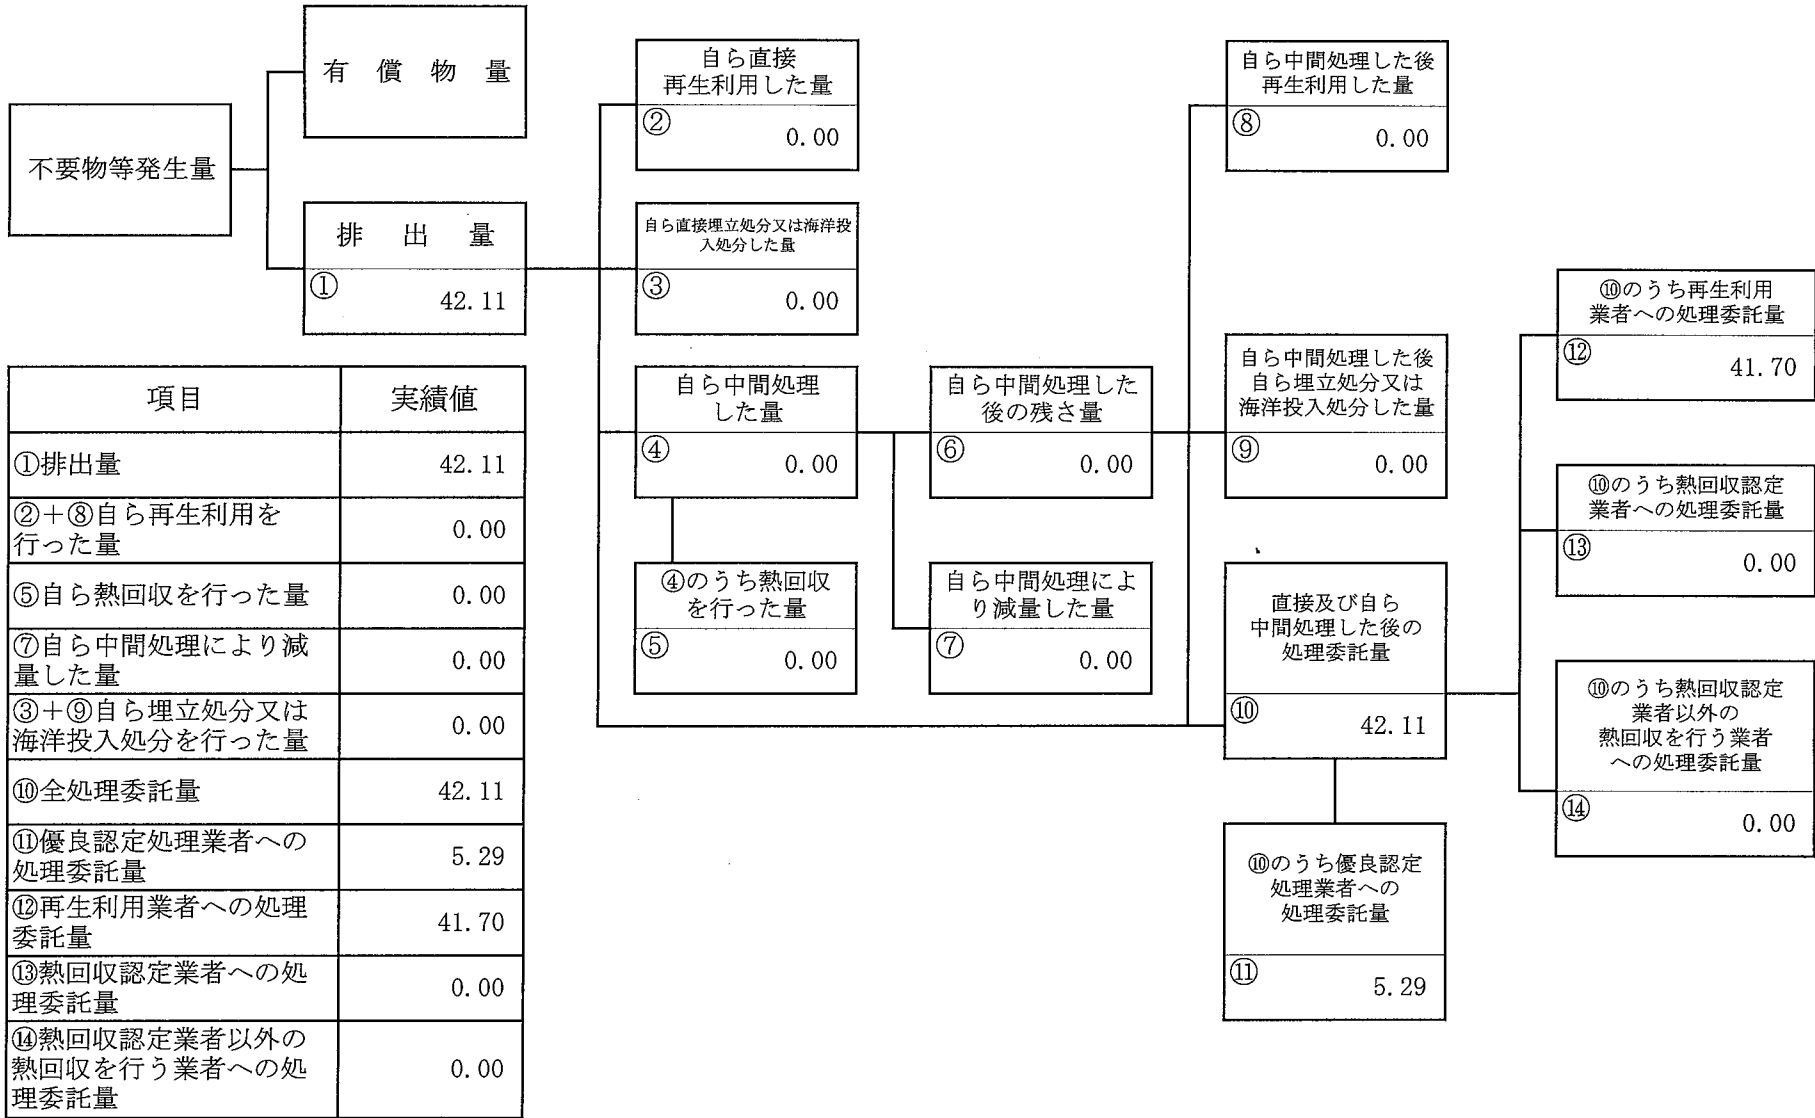 不要物等発生量
有償物量
排出量
①
42.11
自ら直接
再生利用した量
②
0.00
自ら直接埋立処分又は海洋投
入処分した量
③
0.00
自ら中間処理
した量
④
0.00
④のうち熱回収
を行った量
⑤
0.00
自ら中間処理した
後の残さ量
⑥
0.00
自ら中間処理によ
り減量した量
⑦
0.00
自ら中間処理した後
再生利用した量
⑧
0.00
自ら中間処理した後
自ら埋立処分又は
海洋投入処分した量
⑨
0.00
直接及び自ら
中間処理した後の
処理委託量
⑩
42.11
⑩のうち優良認定
処理業者への
処理委託量
⑪
5.29
⑩のうち再生利用
業者への処理委託量
⑫
41.70
⑩のうち熱回収認定
業者への処理委託量
⑬
0.00
⑩のうち熱回収認定
業者以外の
熱回収を行う業者
への処理委託量
⑭
0.00
項目 実績値
①排出量 42.11
②+⑧自ら再生利用を
行った量 0.00
⑤自ら熱回収を行った量 0.00
⑦自ら中間処理により減
量した量 0.00
③+⑨自ら埋立処分又は
海洋投入処分を行った量 0.00
⑩全処理委託量 42.11
⑪優良認定処理業者への
処理委託量 5.29
⑫再生利用業者への処理
委託量 41.70
⑬熱回収認定業者への処
理委託量 0.00
⑭熱回収認定業者以外の
熱回収を行う業者への処
理委託量 0.00